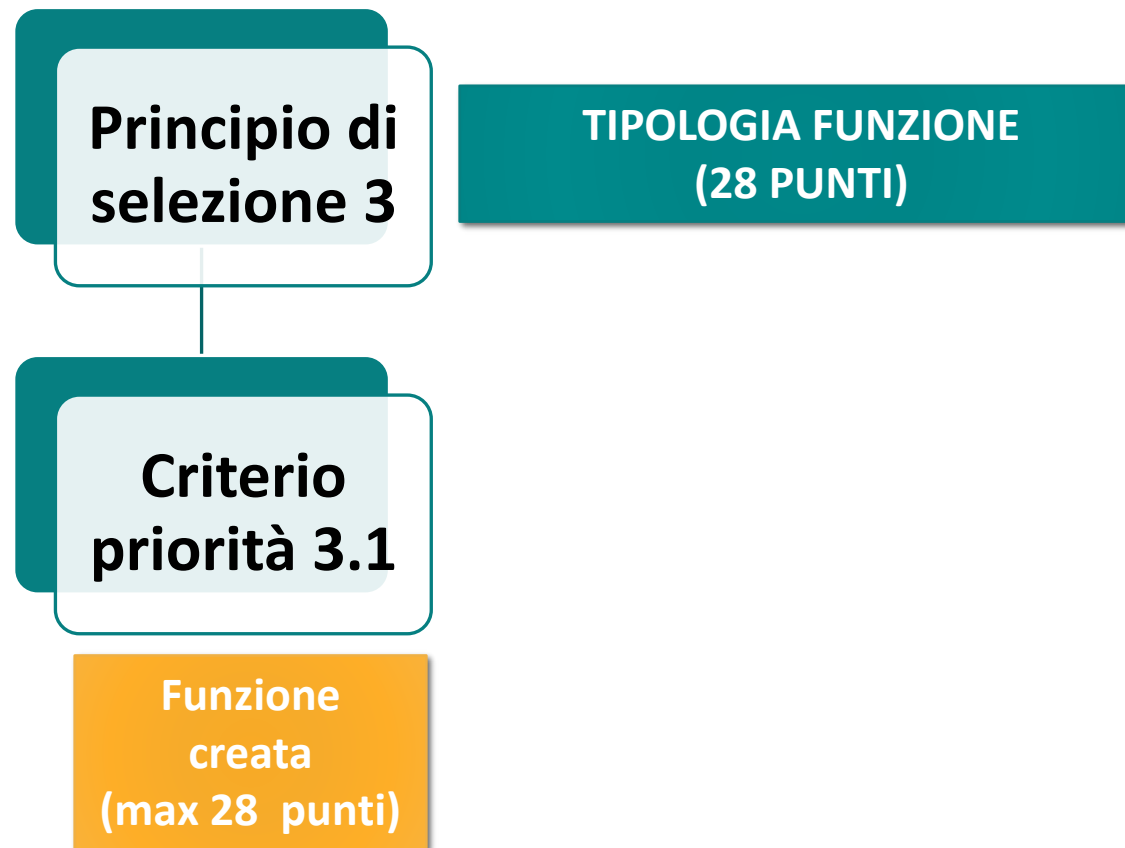 Principio di
selezione 3
TIPOLOGIA FUNZIONE
(28 PUNTI)
Criterio
priorità 3.1
Funzione
creata
(max 28  punti)